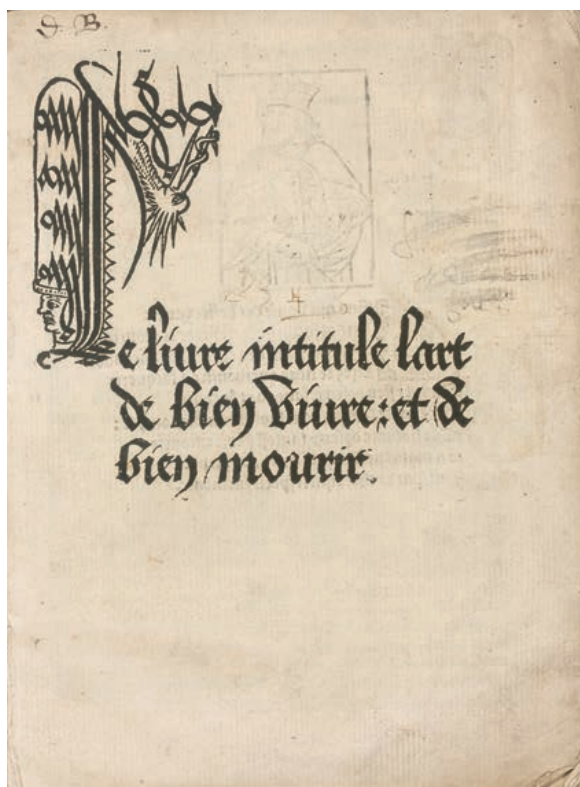 J. B.
Le liure intitule lart
de bien viure: et de
bien mourir.